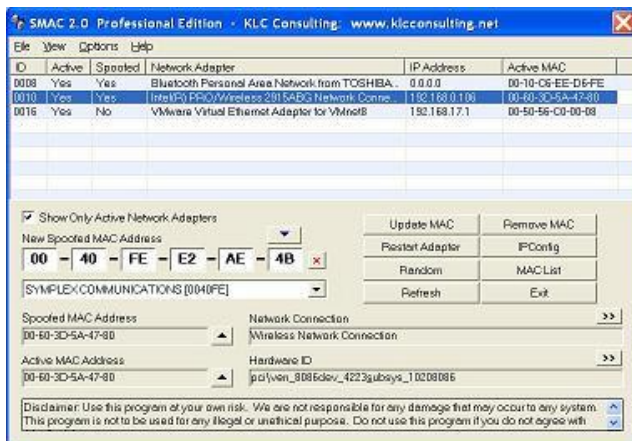 SMAC 2.0 Professional Edition - KLC Consulting: www.klcconsulting.net
File View Options Help
ID Active Spoofed Network Adapter IP Address Active MAC
0008 Yes Yes Bluetooth Personal Area Network from TOSHIBA.. 0.0.0.0 00-10-C6-EE-D6-FE
0010 Yes Yes Intel(R) PRO/Wireless 2915ABG Network Conne.. 192.168.0.106 00-60-3D-5A-47-80
0016 Yes No VMware Virtual Ethernet Adapter for VMnet8 192.168.17.1 00-50-56-C0-00-08
Show Only Active Network Adapters
New Spoofed MAC Address
00 - 40 - FE - E2 - AE - 4B
SYMPLEX COMMUNICATIONS [0040FE]
Update MAC Remove MAC
Restart Adapter IPConfig
Random MAC List
Refresh Exit
Spoofed MAC Address
00-60-3D-5A-47-80
Network Connection >>
Wireless Network Connection
Active MAC Address
00-60-3D-5A-47-80
Hardware ID >>
pci\ven_8086dev_4223subsys_10208086
Disclaimer: Use this program at your own risk. We are not responsible for any damage that may occur to any system.
This program is not to be used for any illegal or unethical purpose. Do not use this program if you do not agree with